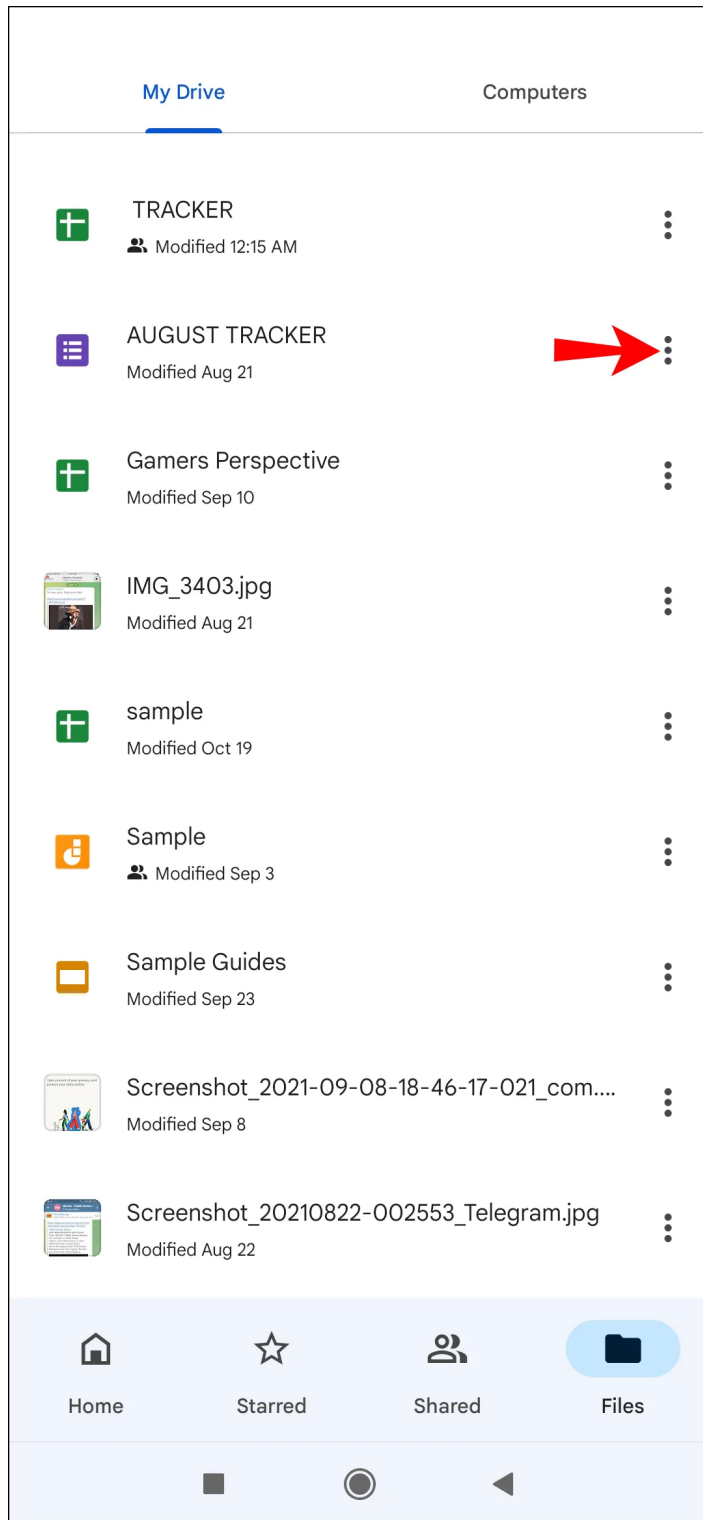 My Drive
Computers
TRACKER
Modified 12:15 AM
AUGUST TRACKER
Modified Aug 21
Gamers Perspective
Modified Sep 10
IMG_3403.jpg
Modified Aug 21
sample
Modified Oct 19
Sample
Modified Sep 3
Sample Guides
Modified Sep 23
Screenshot_2021-09-08-18-46-17-021_com....
Modified Sep 8
Screenshot_20210822-002553_Telegram.jpg
Modified Aug 22
Home
Starred
Shared
Files